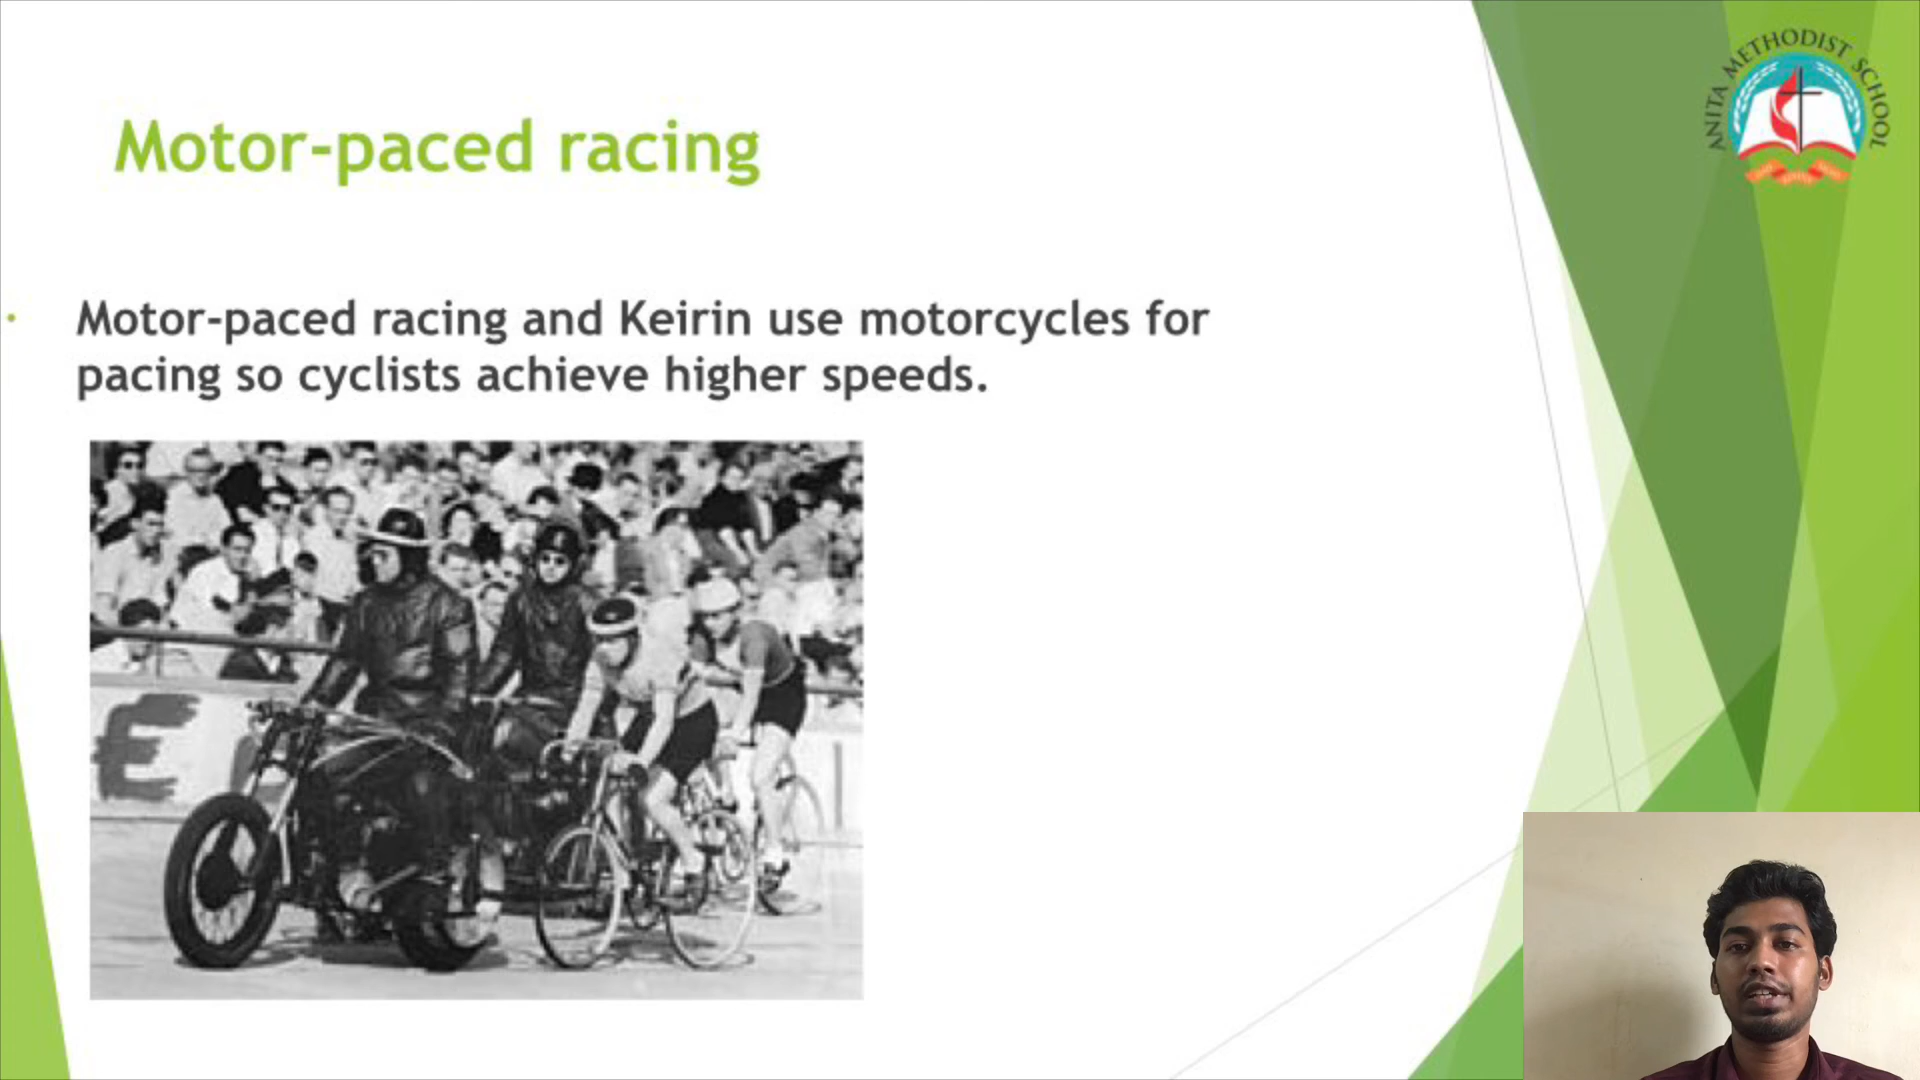 ANITA METHODIST SCHOOL
Motor-paced racing
Motor-paced racing and Keirin use motorcycles for
pacing so cyclists achieve higher speeds.